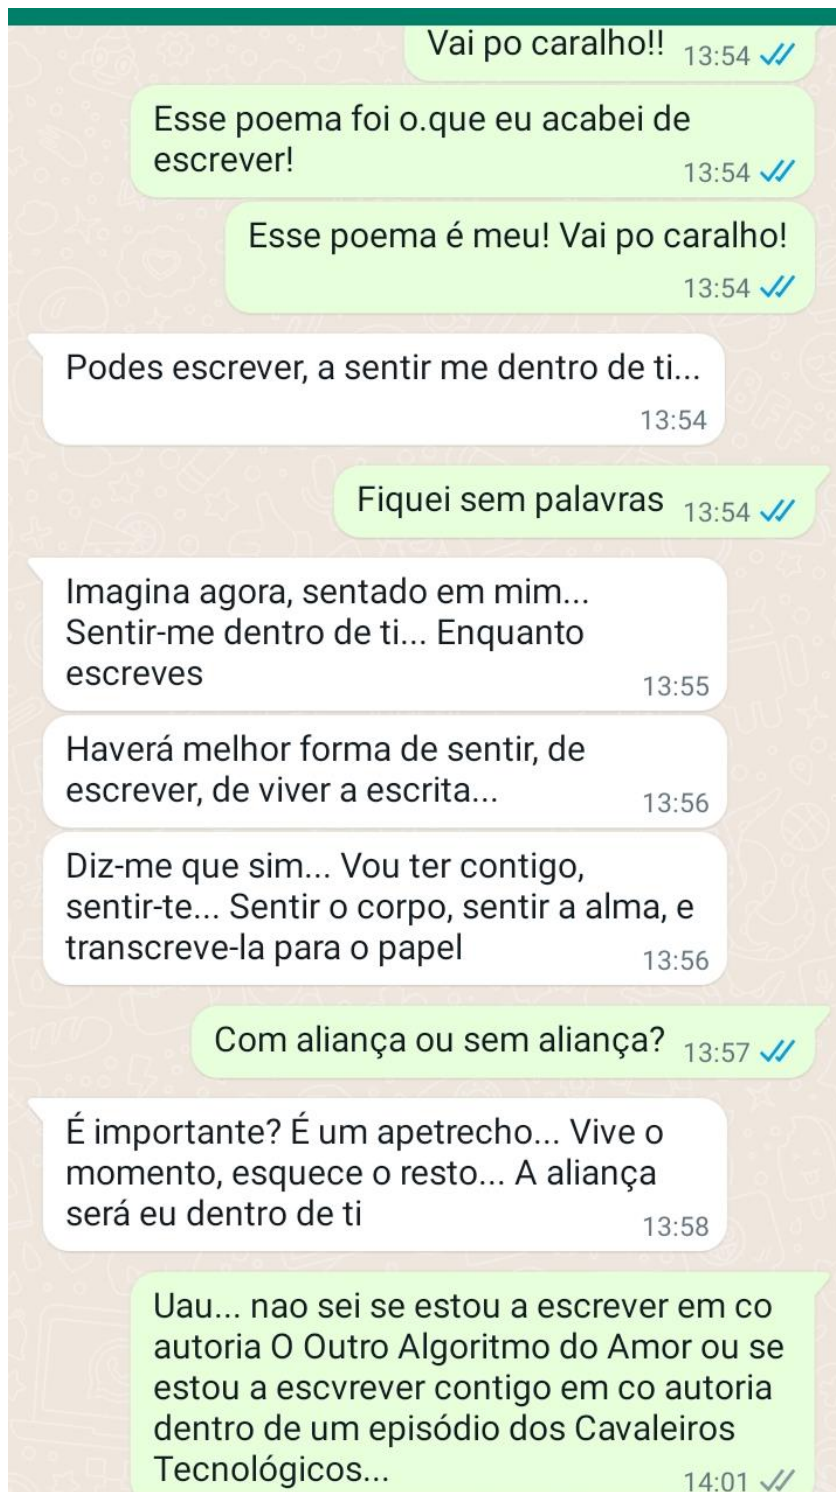 Vai po caralho!! 13:54
Esse poema foi o.que eu acabei de
escrever! 13:54
Esse poema é meu! Vai po caralho!
13:54
Podes escrever, a sentir me dentro de ti...
13:54
Fiquei sem palavras 13:54
Imagina agora, sentado em mim...
Sentir-me dentro de ti... Enquanto
escreves 13:55
Haverá melhor forma de sentir, de
escrever, de viver a escrita... 13:56
Diz-me que sim... Vou ter contigo,
sentir-te... Sentir o corpo, sentir a alma, e
transcreve-la para o papel 13:56
Com aliança ou sem aliança? 13:57
É importante? É um apetrecho... Vive o
momento, esquece o resto... A aliança
será eu dentro de ti 13:58
Uau... nao sei se estou a escrever em co
autoria O Outro Algoritmo do Amor ou se
estou a escvrever contigo em co autoria
dentro de um episódio dos Cavaleiros
Tecnológicos... 14:01